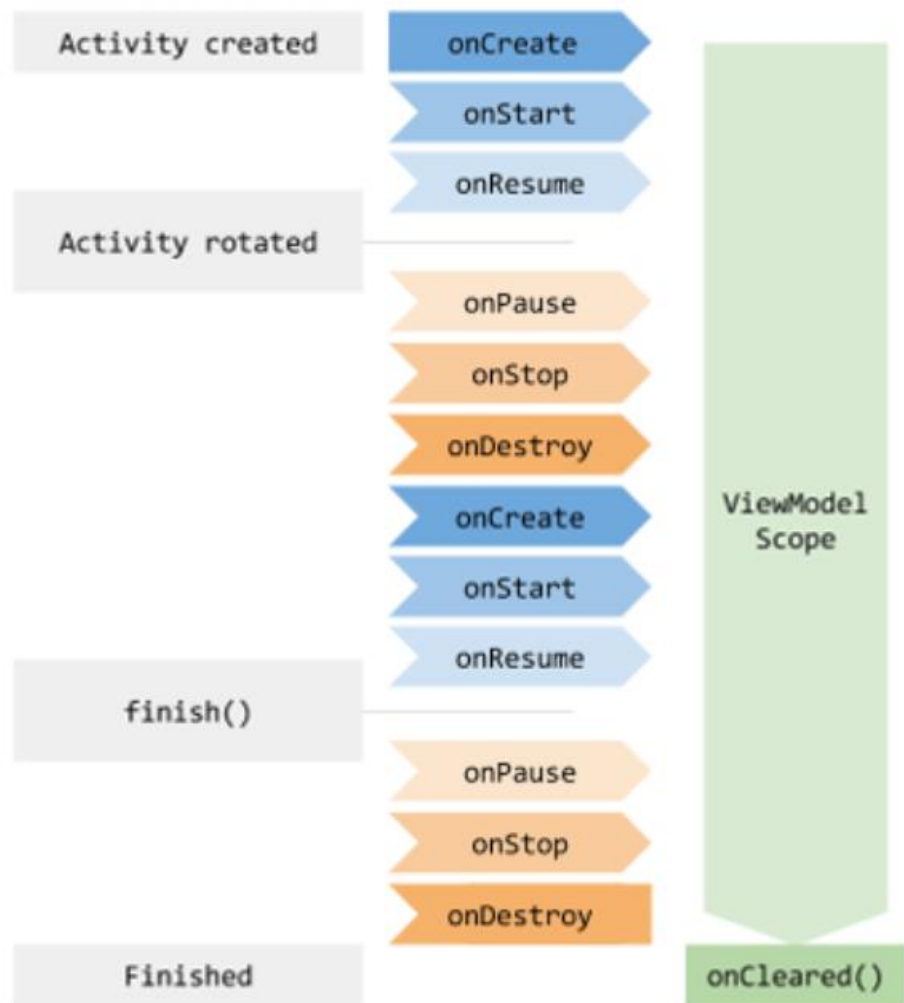 Activity created
onCreate
onStart
onResume
Activity rotated
onPause
onStop
onDestroy
onCreate
ViewModel
Scope
onStart
onResume
finish()
onPause
onStop
onDestroy
Finished
onCleared()